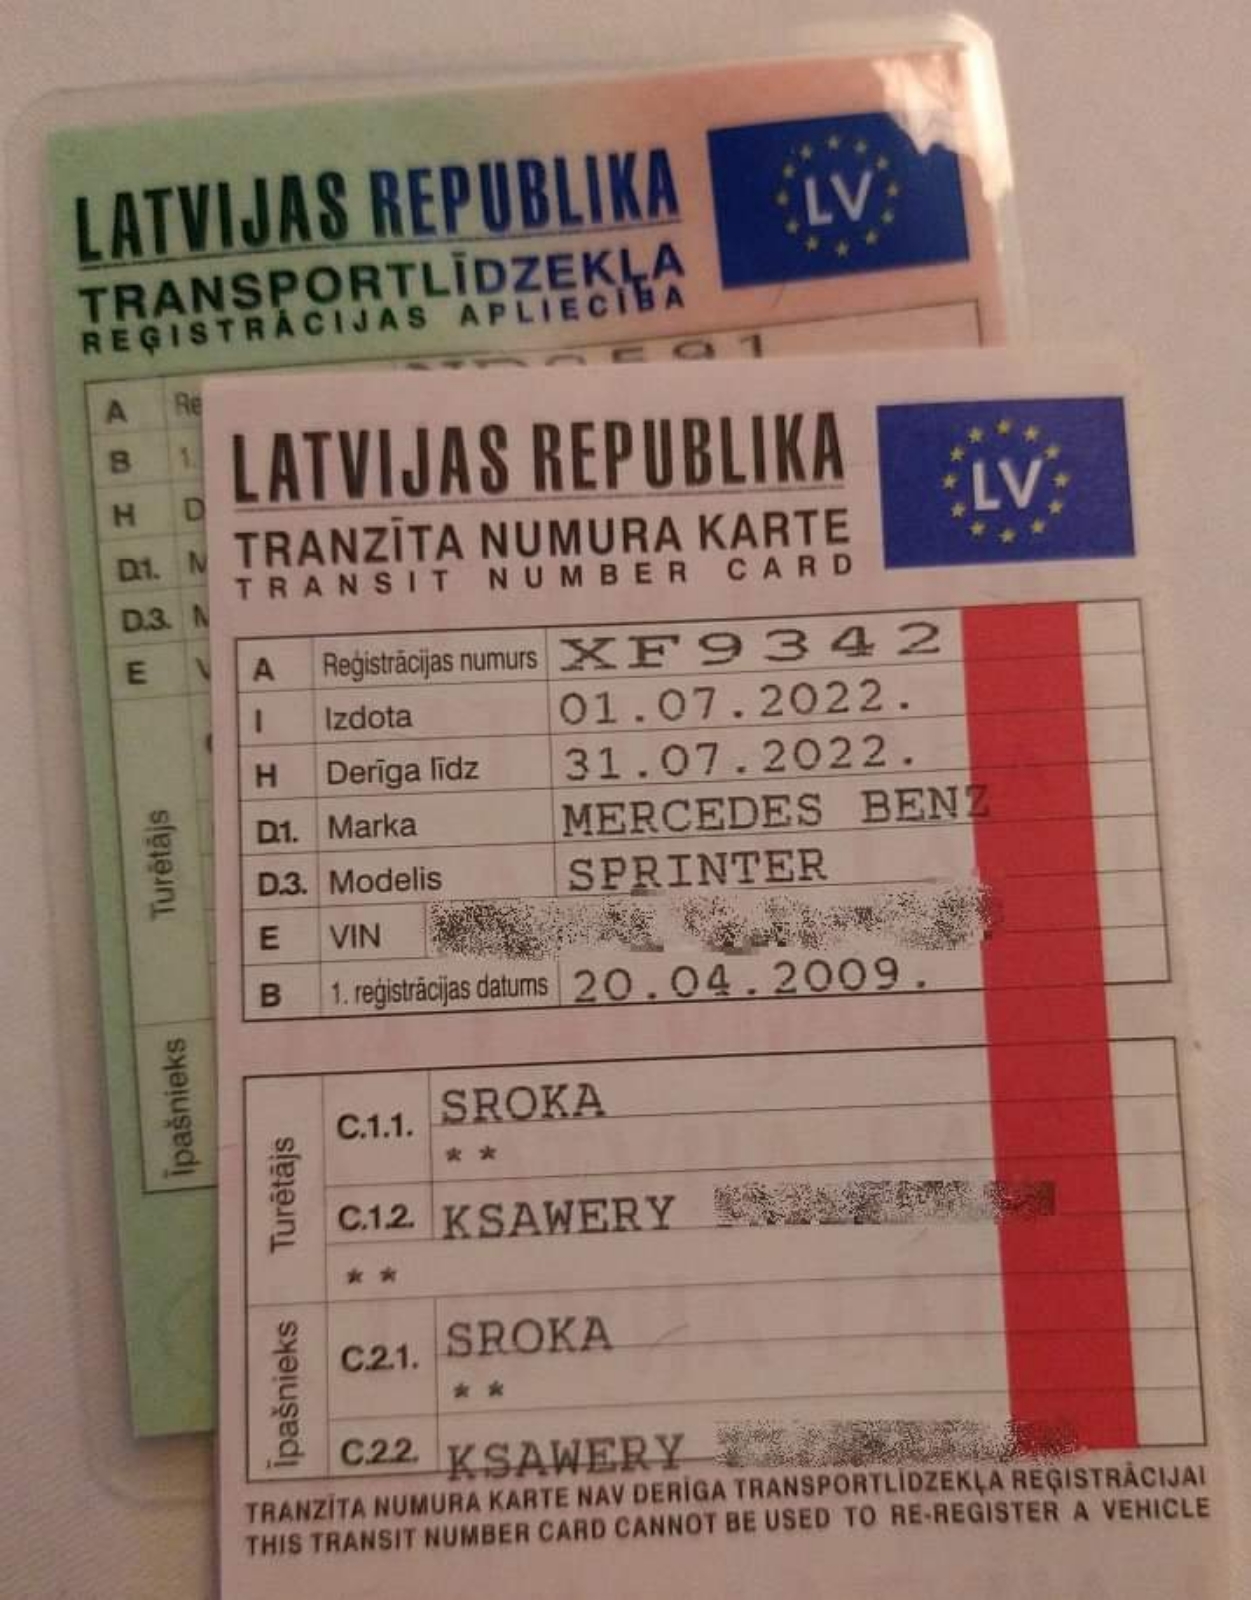 LATVIJAS REPUBLIKA
LV
TRANSPORTLĪDZEKĻA
REĢISTRĀCIJAS APLIECĪBA
A Re
B 1.
H D
D.1. M
D.3. M
E V
Turētājs
Īpašnieks
LATVIJAS REPUBLIKA
LV
TRANZĪTA NUMURA KARTE
TRANSIT NUMBER CARD
A Reģistrācijas numurs XF9342
I Izdota 01.07.2022.
H Derīga līdz 31.07.2022.
D.1. Marka MERCEDES BENZ
D.3. Modelis SPRINTER
E VIN
B 1. reģistrācijas datums 20.04.2009.
Turētājs
C.1.1. SROKA
**
C.1.2. KSAWERY
**
Īpašnieks
C.2.1. SROKA
**
C.2.2. KSAWERY
TRANZĪTA NUMURA KARTE NAV DERĪGA TRANSPORTLĪDZEKĻA REĢISTRĀCIJAI
THIS TRANSIT NUMBER CARD CANNOT BE USED TO RE-REGISTER A VEHICLE